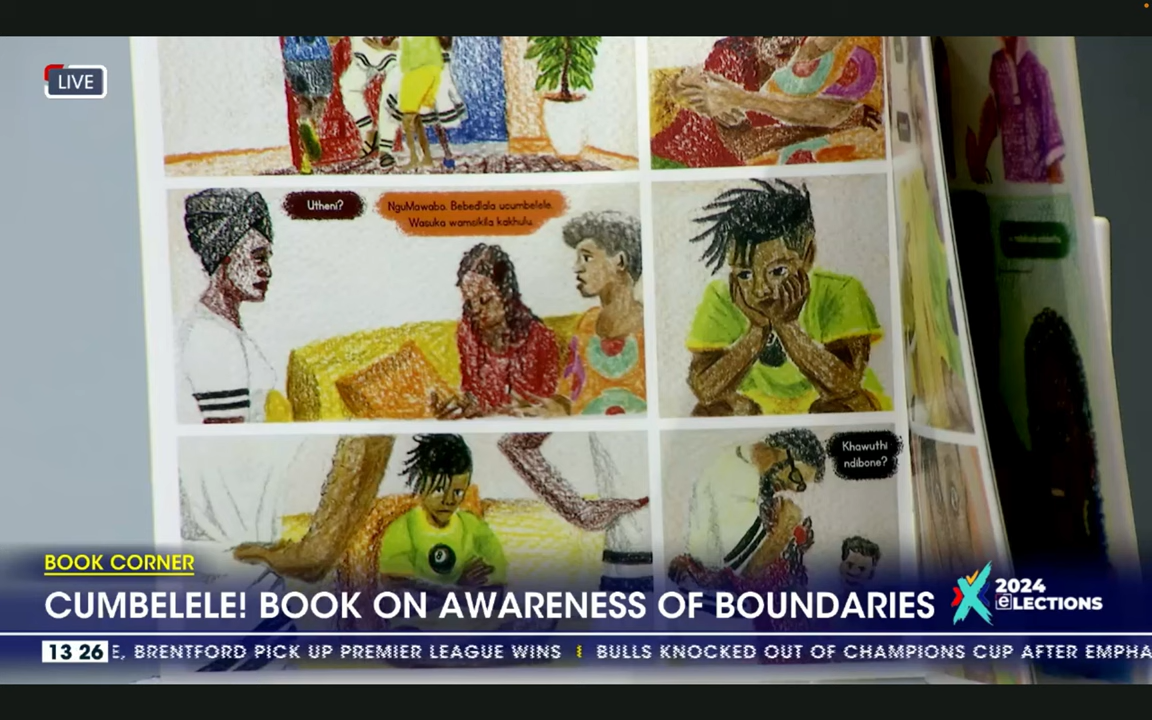 LIVE
Utheni?
NguMawabo. Bebedlala ucumbelele.
Wasuka wamsikila kakhulu.
Khawuthi
ndibone?
BOOK CORNER
CUMBELELE! BOOK ON AWARENESS OF BOUNDARIES
2024
eLECTIONS
13 26
E, BRENTFORD PICK UP PREMIER LEAGUE WINS
BULLS KNOCKED OUT OF CHAMPIONS CUP AFTER EMPHA